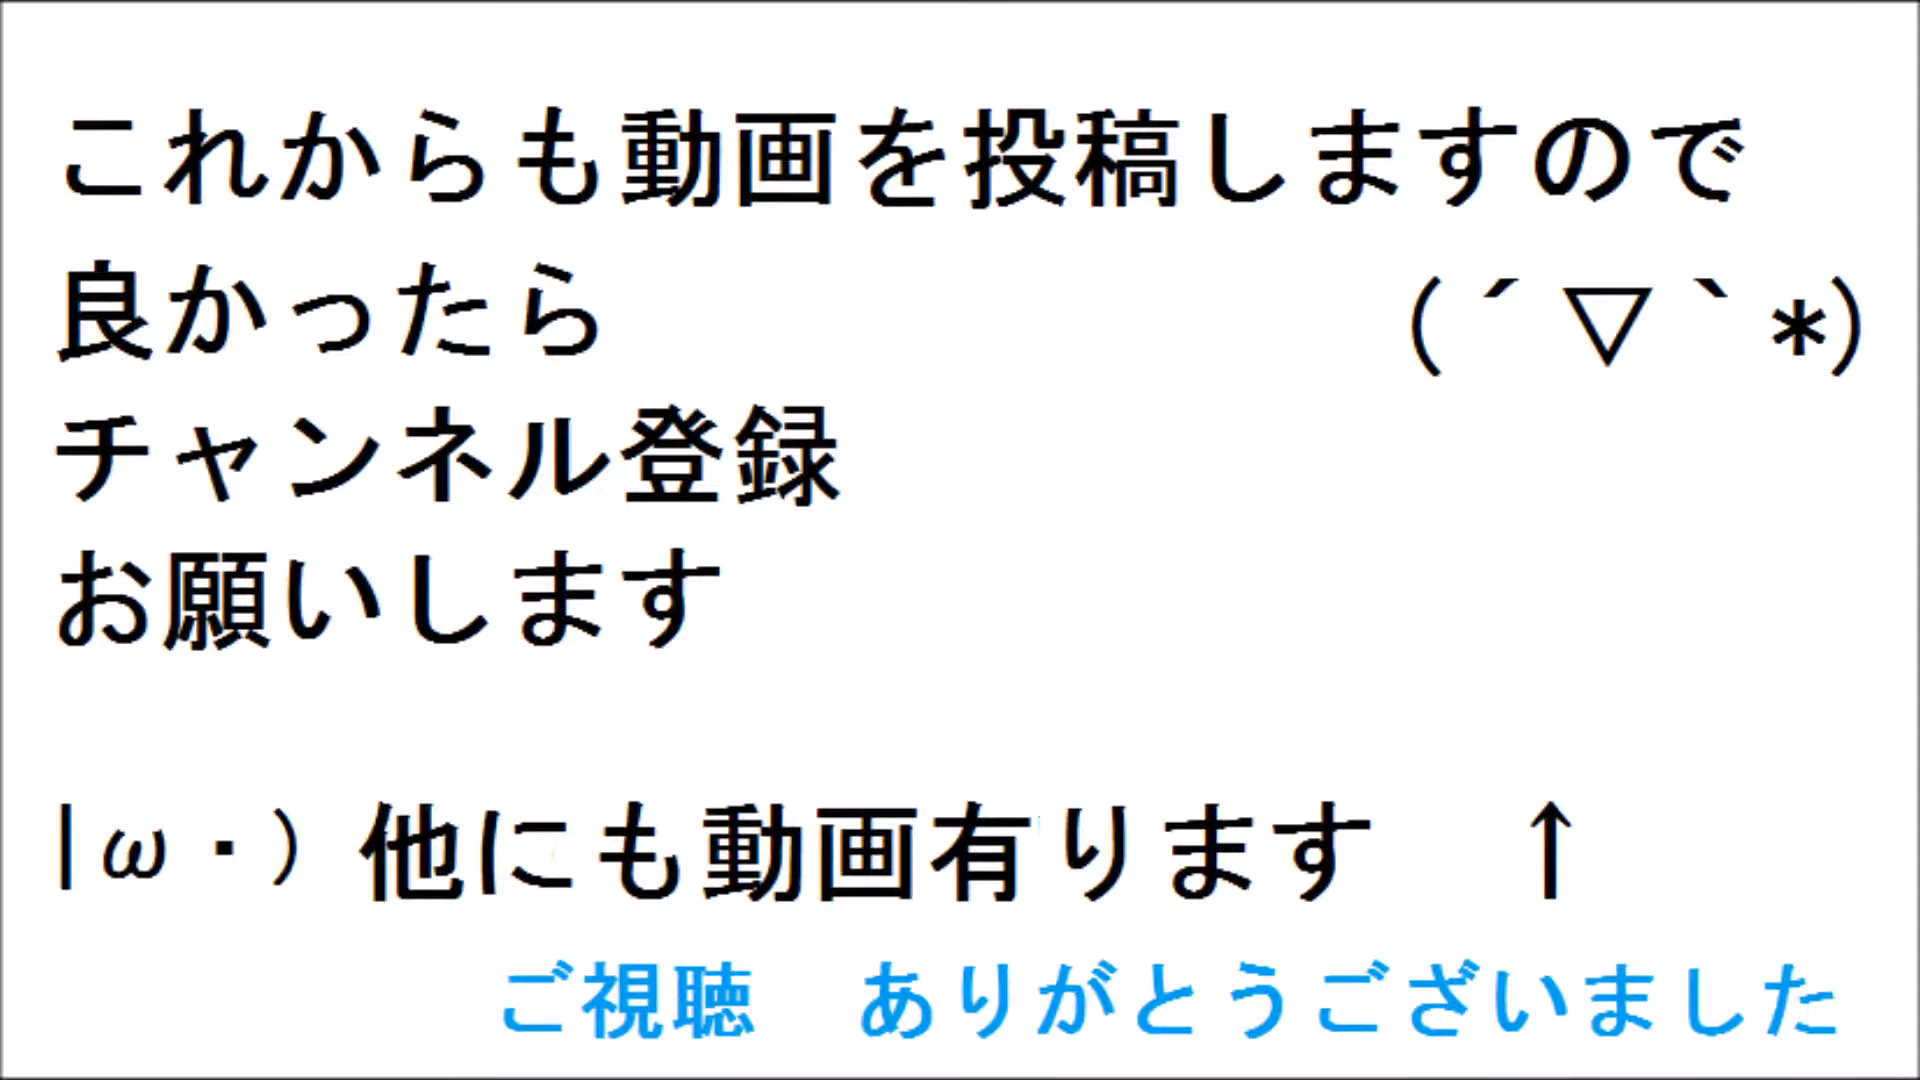 これからも動画を投稿しますので
良かったら (´▽｀*)
チャンネル登録
お願いします
|ω・) 他にも動画有ります ↑
ご視聴 ありがとうございました